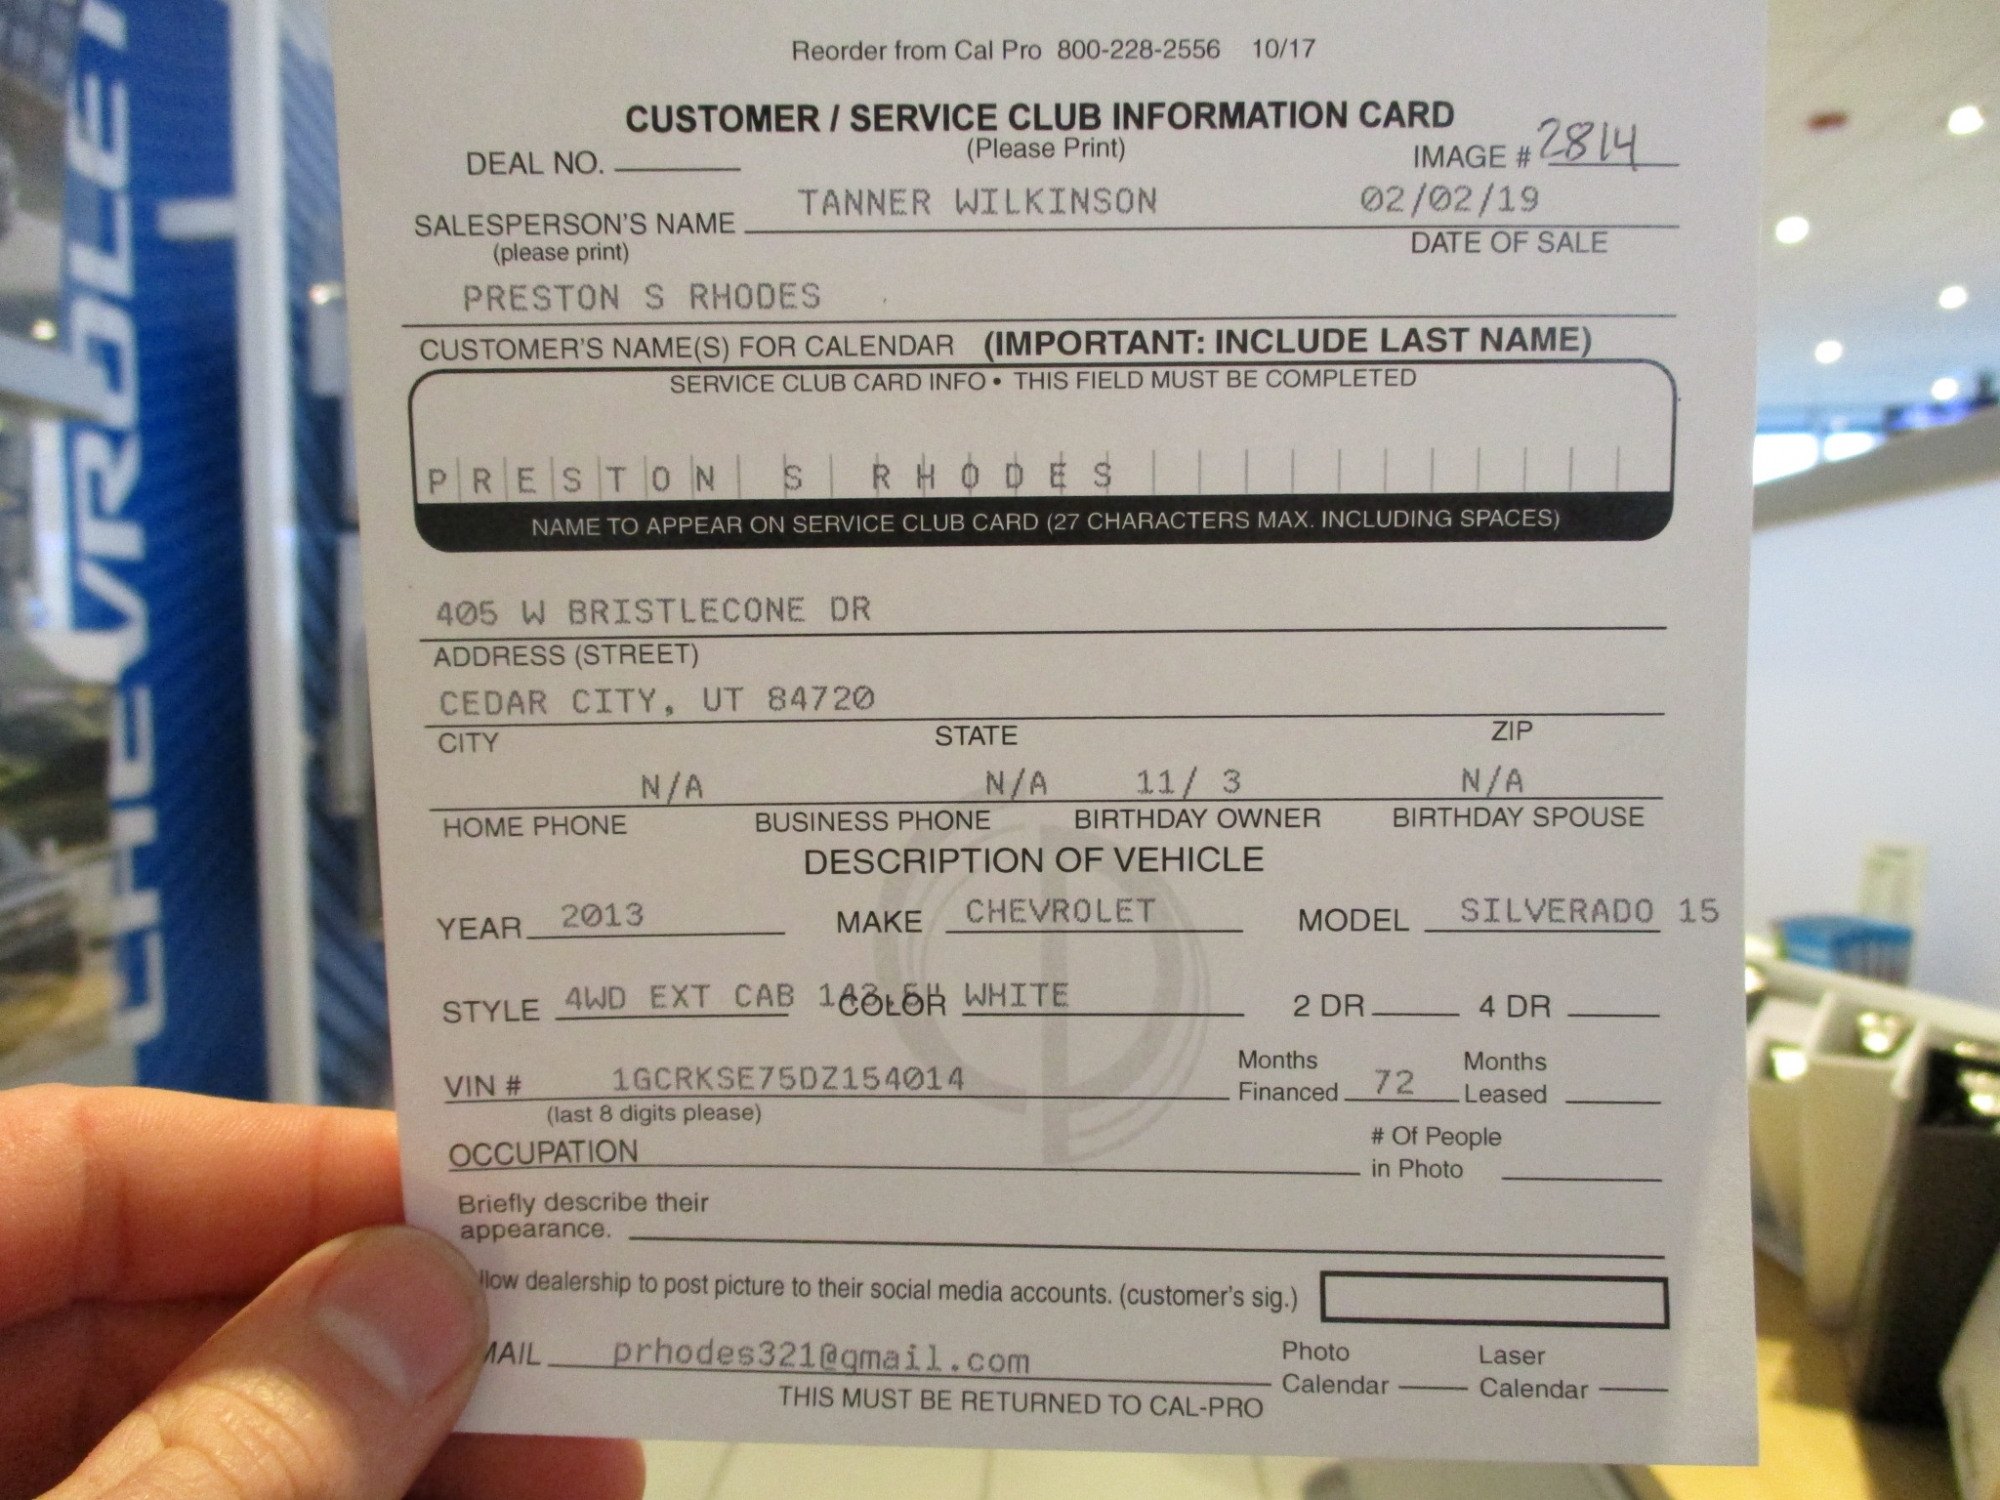 CHEVROLET
Reorder from Cal Pro 800-228-2556 10/17
CUSTOMER / SERVICE CLUB INFORMATION CARD
(Please Print)
DEAL NO. IMAGE # 2814
TANNER WILKINSON 02/02/19
SALESPERSON'S NAME
(please print) DATE OF SALE
PRESTON S RHODES
CUSTOMER'S NAME(S) FOR CALENDAR (IMPORTANT: INCLUDE LAST NAME)
SERVICE CLUB CARD INFO • THIS FIELD MUST BE COMPLETED
PRESTON S RHODES
NAME TO APPEAR ON SERVICE CLUB CARD (27 CHARACTERS MAX. INCLUDING SPACES)
405 W BRISTLECONE DR
ADDRESS (STREET)
CEDAR CITY, UT 84720
CITY STATE ZIP
N/A N/A 11/ 3 N/A
HOME PHONE BUSINESS PHONE BIRTHDAY OWNER BIRTHDAY SPOUSE
DESCRIPTION OF VEHICLE
YEAR 2013 MAKE CHEVROLET MODEL SILVERADO 15
STYLE 4WD EXT CAB COLOR WHITE 2 DR 4 DR
VIN # 1GCRKSE75DZ154014 Months Financed 72 Months Leased
(last 8 digits please)
OCCUPATION # Of People in Photo
Briefly describe their
appearance.
llow dealership to post picture to their social media accounts. (customer's sig.)
MAIL prhodes321@gmail.com Photo Calendar Laser Calendar
THIS MUST BE RETURNED TO CAL-PRO